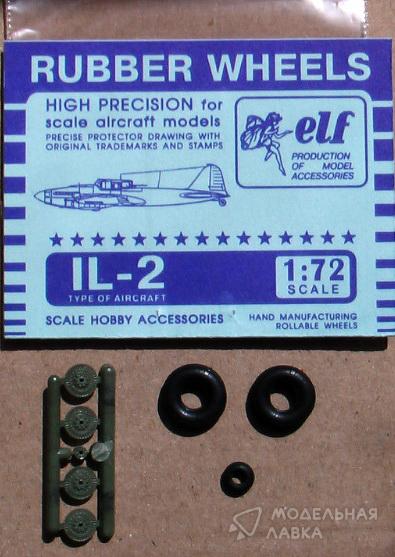 RUBBER WHEELS
HIGH PRECISION for
scale aircraft models
PRECISE PROTECTOR DRAWING WITH
ORIGINAL TRADEMARKS AND STAMPS
elf
PRODUCTION
OF MODEL
ACCESSORIES
IL-2
TYPE OF AIRCRAFT
1:72
SCALE
SCALE HOBBY ACCESSORIES
HAND MANUFACTURING
ROLLABLE WHEELS
МОДЕЛЬНАЯ
ЛАВКА